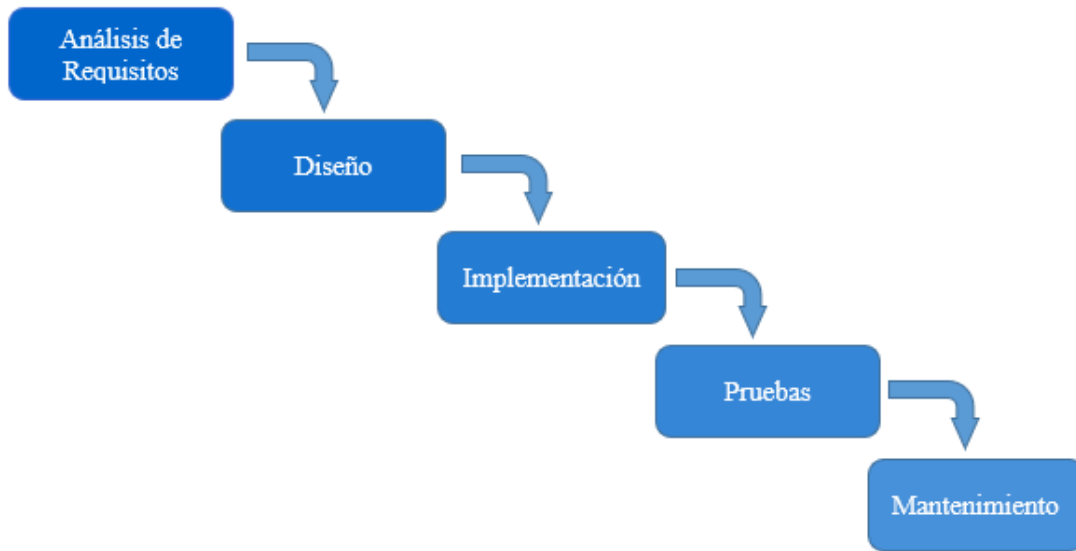 Análisis de
Requisitos
Diseño
Implementación
Pruebas
Mantenimiento